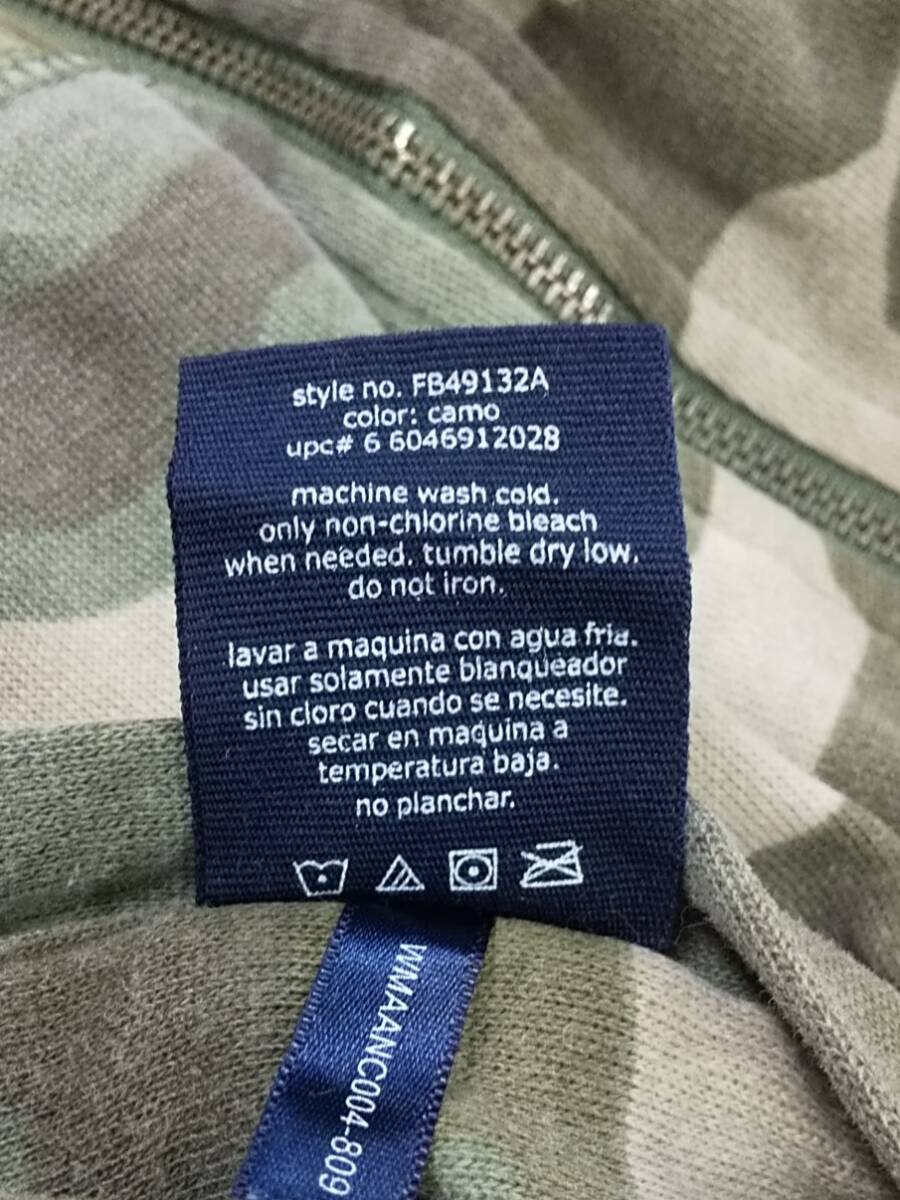 style no. FB49132A
color: camo
upc# 6 6046912028
machine wash cold.
only non-chlorine bleach
when needed. tumble dry low.
do not iron.
lavar a maquina con agua fria.
usar solamente blanqueador
sin cloro cuando se necesite.
secar en maquina a
temperatura baja.
no planchar.
WMAANC004-809